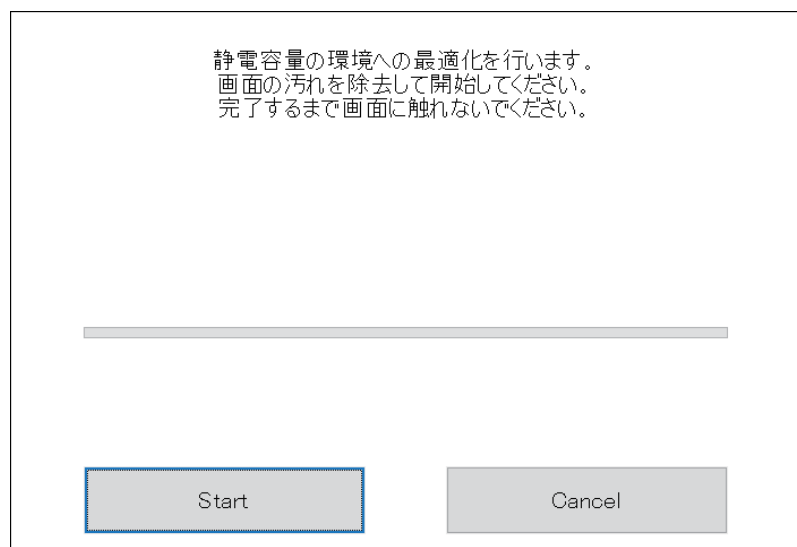 静電容量の環境への最適化を行います。
画面の汚れを除去して開始してください。
完了するまで画面に触れないでください。
Start
Cancel